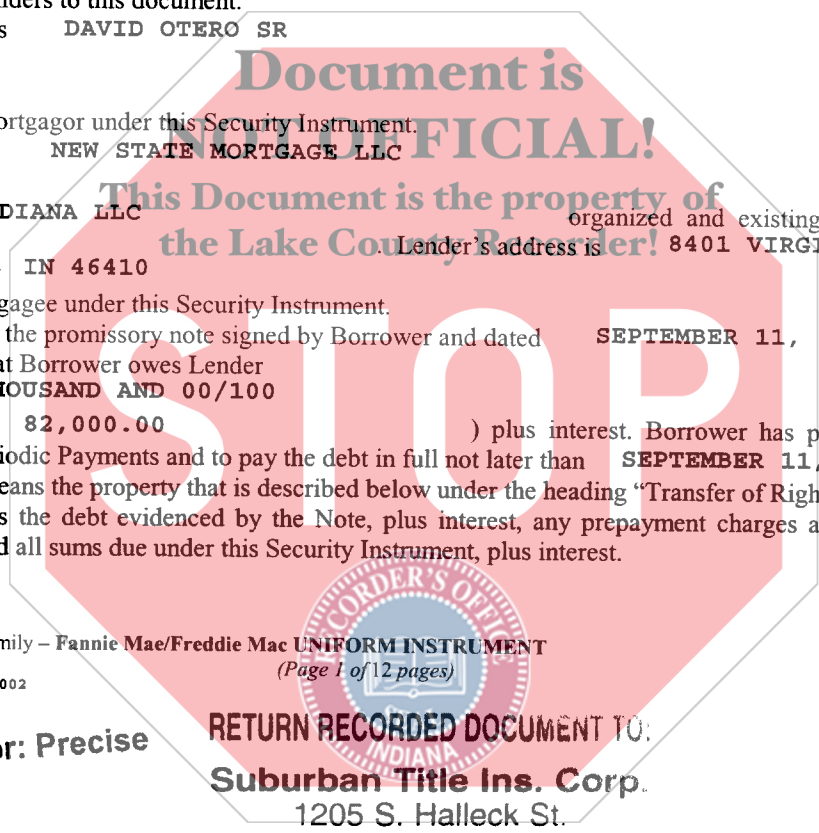 ders to this document.
s DAVID OTERO SR
Document is
ortgagor under this Security Instrument.
NOT OFFICIAL!
NEW STATE MORTGAGE LLC
This Document is the property of
DIANA LLC organized and existing
the Lake County Recorder!
Lender's address is 8401 VIRGI
IN 46410
gagee under this Security Instrument.
the promissory note signed by Borrower and dated SEPTEMBER 11,
at Borrower owes Lender
HOUSAND AND 00/100
82,000.00 ) plus interest. Borrower has p
iodic Payments and to pay the debt in full not later than SEPTEMBER 11,
eans the property that is described below under the heading “Transfer of Righ
s the debt evidenced by the Note, plus interest, any prepayment charges a
d all sums due under this Security Instrument, plus interest.
STOP
RECORDER'S OFFICE
mily – Fannie Mae/Freddie Mac UNIFORM INSTRUMENT
(Page 1 of 12 pages)
002
SEAL
INDIANA
RETURN RECORDED DOCUMENT TO:
or: Precise
Suburban Title Ins. Corp.
1205 S. Halleck St.